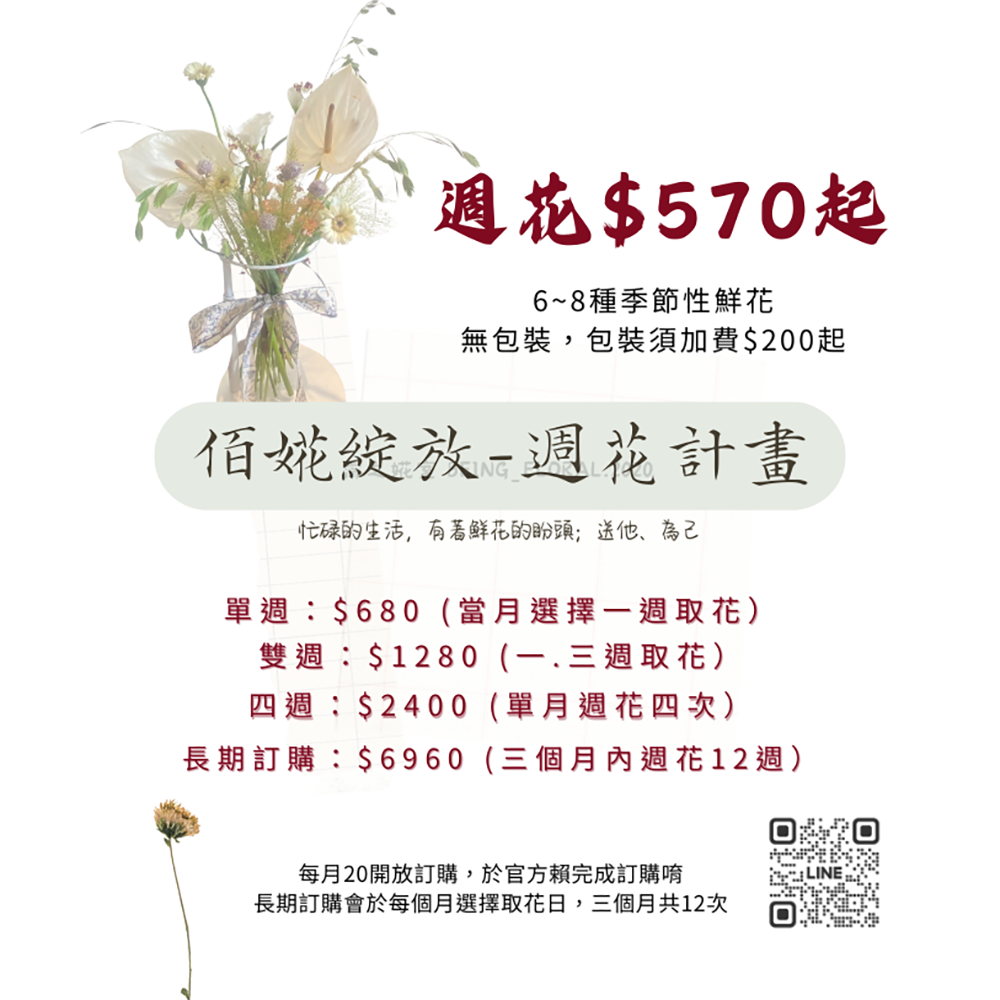 週花$570起
6~8種季節性鮮花
無包裝，包裝須加費$200起
佰婲綻放-週花計畫
忙碌的生活, 有著鮮花的盼頭; 送他、為己
單週：$680 (當月選擇一週取花)
雙週：$1280 (一.三週取花)
四週：$2400 (單月週花四次)
長期訂購：$6960 (三個月內週花12週)
每月20開放訂購，於官方賴完成訂購唷
長期訂購會於每個月選擇取花日，三個月共12次
LINE